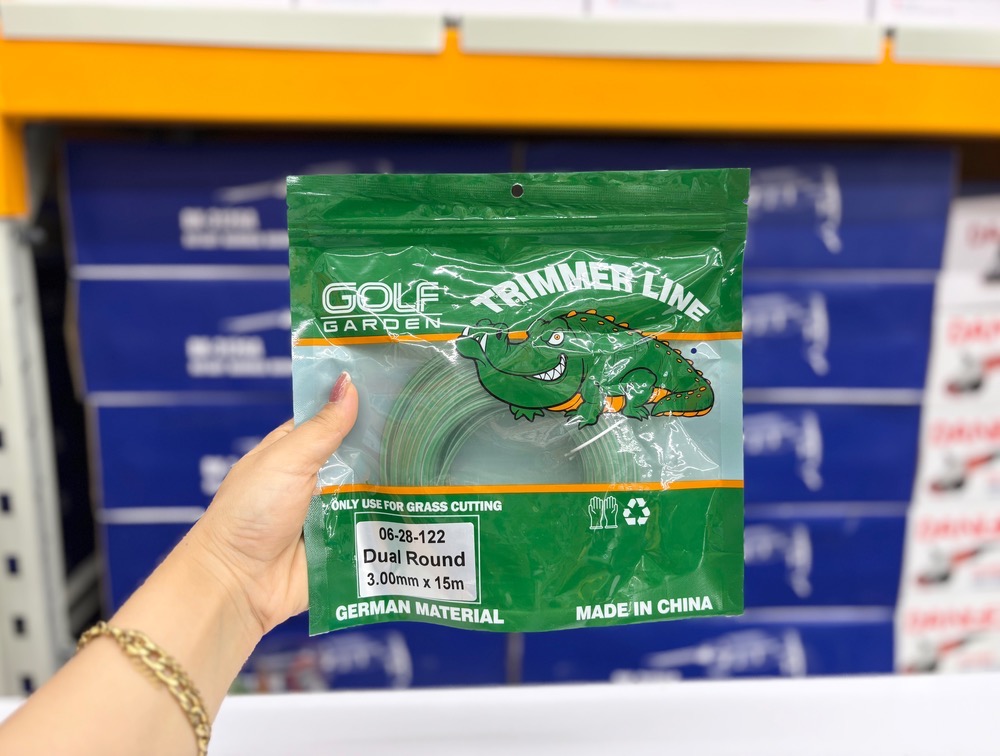 GOLF
GARDEN
TRIMMER LINE
ONLY USE FOR GRASS CUTTING
06-28-122
Dual Round
3.00mm x 15m
GERMAN MATERIAL
MADE IN CHINA